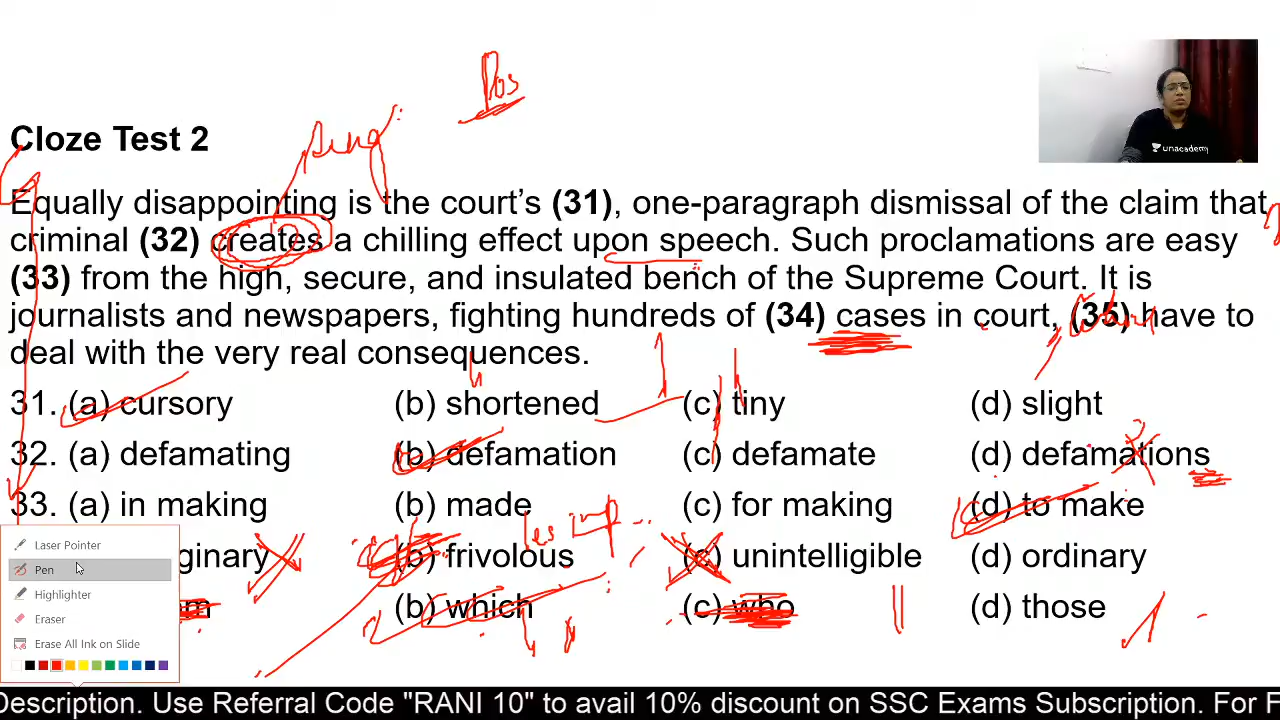 Pos
Sing
unacademy
Cloze Test 2
Equally disappointing is the court's (31), one-paragraph dismissal of the claim that
criminal (32) creates a chilling effect upon speech. Such proclamations are easy
(33) from the high, secure, and insulated bench of the Supreme Court. It is
journalists and newspapers, fighting hundreds of (34) cases in court, (35) have to
deal with the very real consequences.
31. (a) cursory (b) shortened (c) tiny (d) slight
32. (a) defamating (b) defamation (c) defamate (d) defamations
33. (a) in making (b) made (c) for making (d) to make
ginary (b) frivolous (c) unintelligible (d) ordinary
m (b) which (c) who (d) those
Laser Pointer
Pen
Highlighter
Eraser
Erase All Ink on Slide
Description. Use Referral Code "RANI 10" to avail 10% discount on SSC Exams Subscription. For F